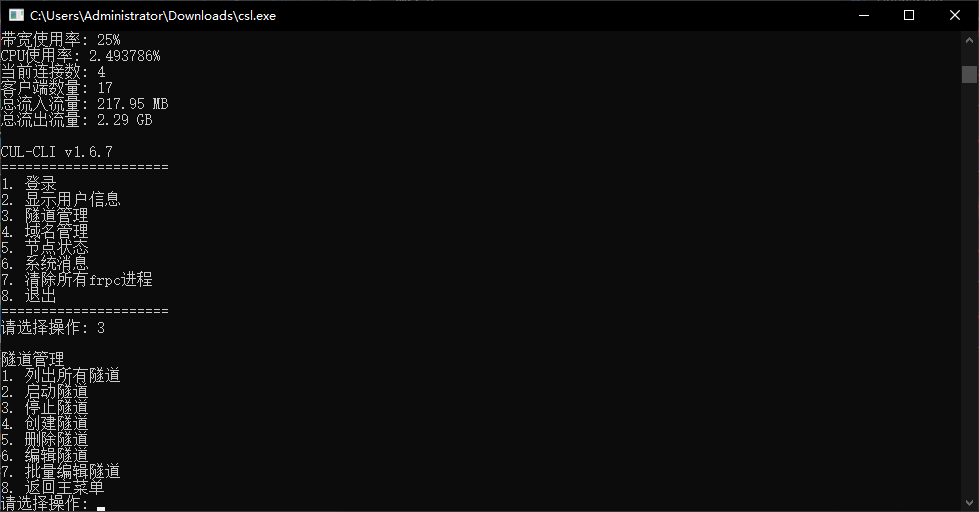 C:\Users\Administrator\Downloads\csl.exe
带宽使用率: 25%
CPU使用率: 2.493786%
当前连接数: 4
客户端数量: 17
总流入流量: 217.95 MB
总流出流量: 2.29 GB
CUL-CLI v1.6.7
=====================
1. 登录
2. 显示用户信息
3. 隧道管理
4. 域名管理
5. 节点状态
6. 系统消息
7. 清除所有frpc进程
8. 退出
=====================
请选择操作: 3
隧道管理
1. 列出所有隧道
2. 启动隧道
3. 停止隧道
4. 创建隧道
5. 删除隧道
6. 编辑隧道
7. 批量编辑隧道
8. 返回主菜单
请选择操作: